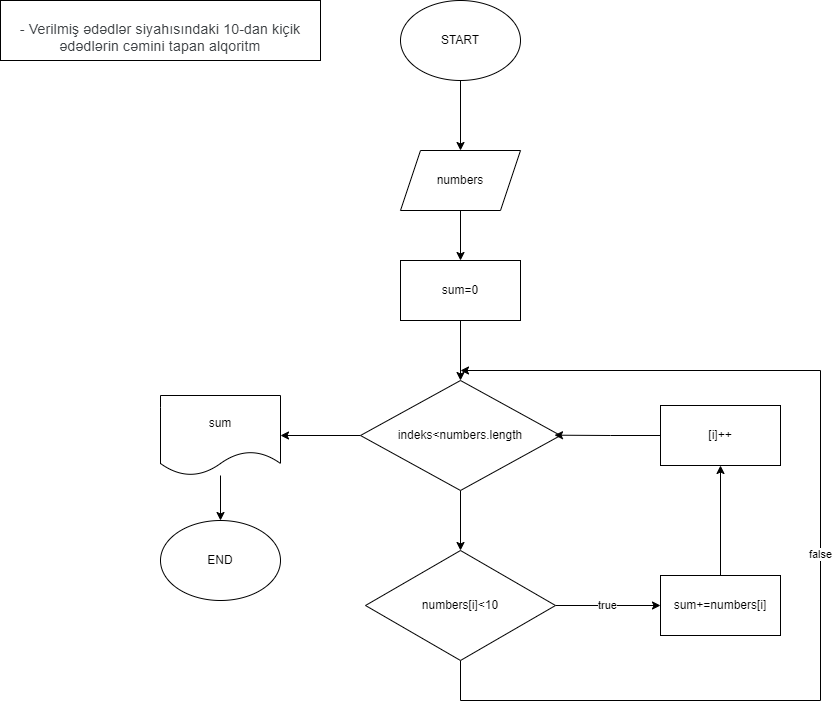 - Verilmiş ədədlər siyahısındaki 10-dan kiçik
ədədlərin cəmini tapan alqoritm
START
numbers
sum=0
indeks<numbers.length
sum
[i]++
END
false
numbers[i]<10
true
sum+=numbers[i]